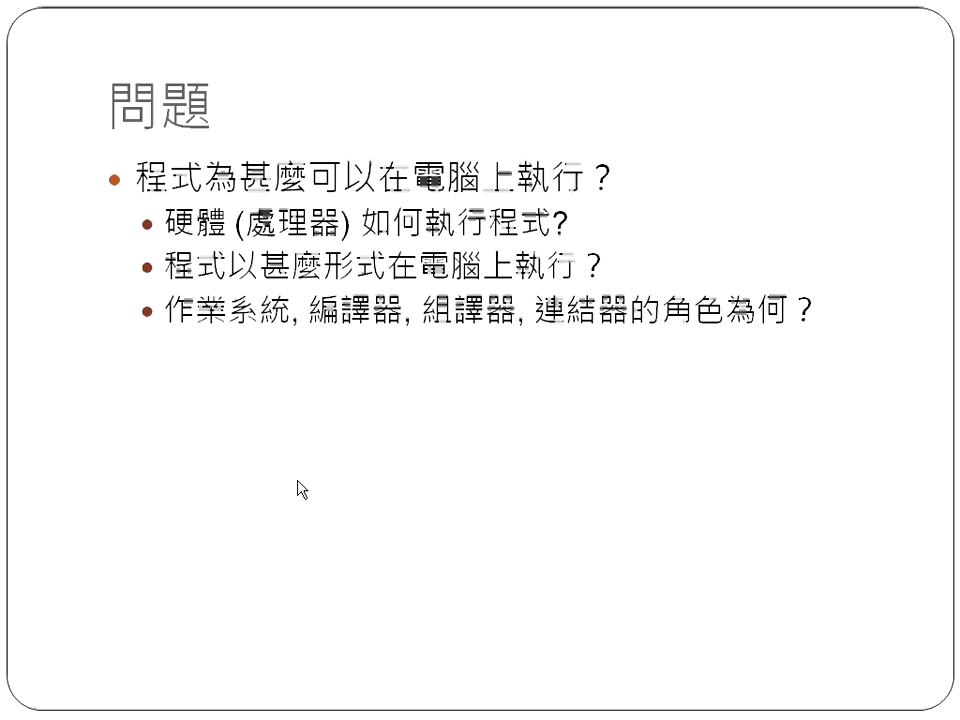 問題
程式為甚麼可以在電腦上執行？
硬體 (處理器) 如何執行程式?
程式以甚麼形式在電腦上執行？
作業系統, 編譯器, 組譯器, 連結器的角色為何？